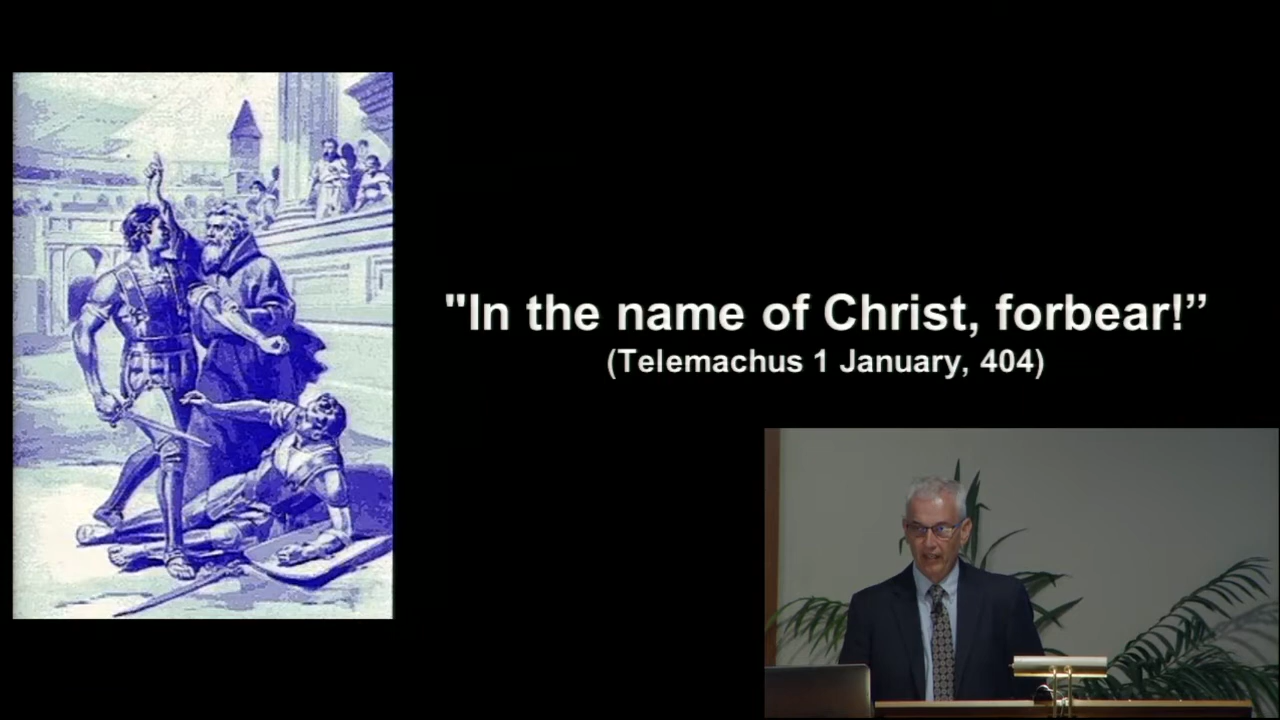 "In the name of Christ, forbear!”
(Telemachus 1 January, 404)